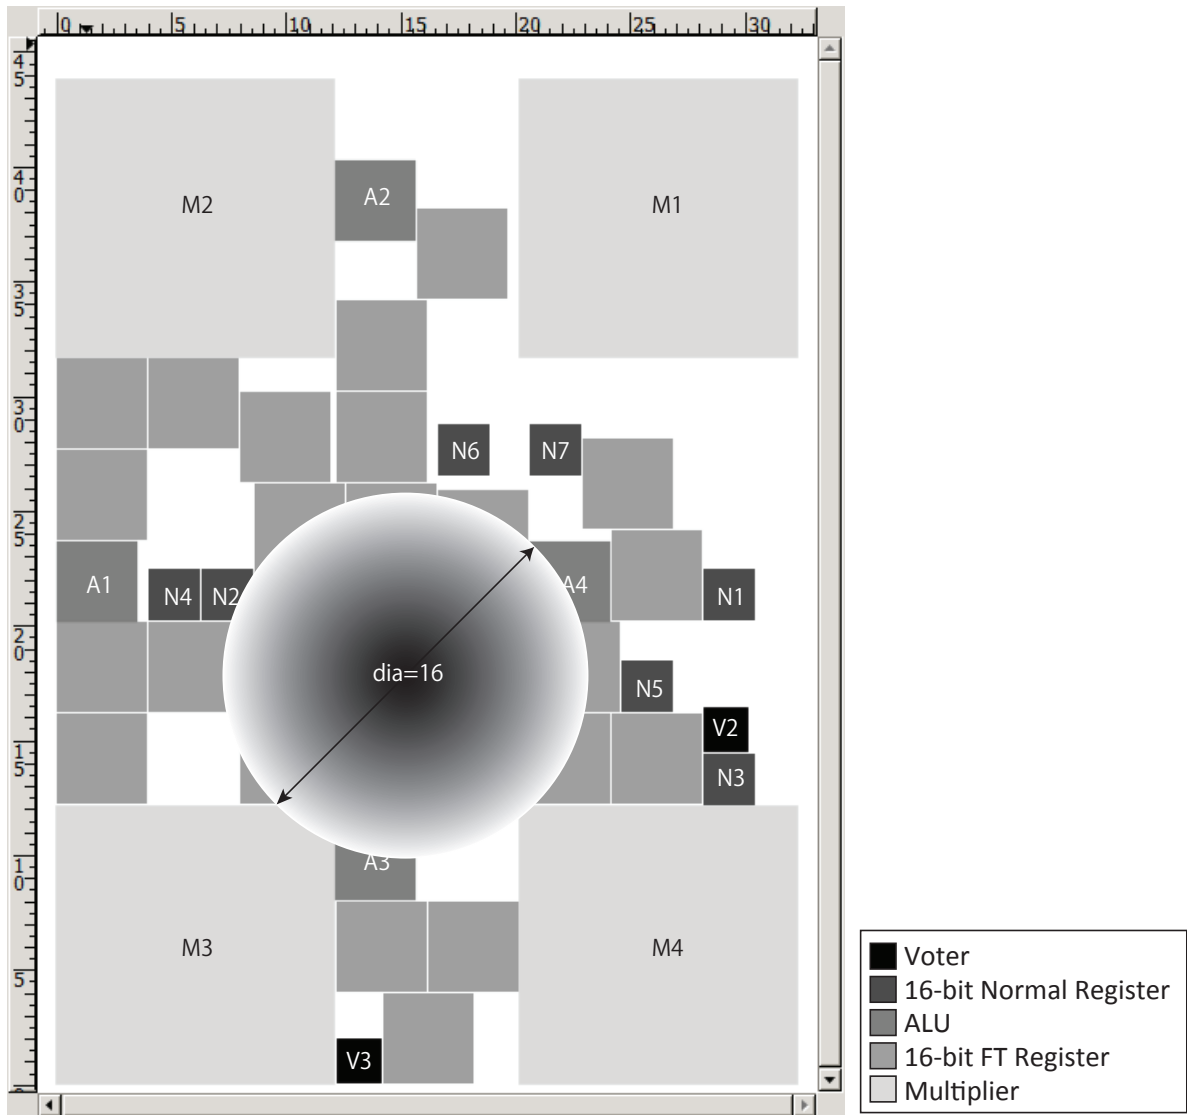 0 5 10 15 20 25 30
45
40
35
30
25
20
15
10
5
M2
A2
M1
N6
N7
A1
N4
N2
A4
N1
dia=16
N5
V2
N3
A3
M3
M4
V3
Voter
16-bit Normal Register
ALU
16-bit FT Register
Multiplier